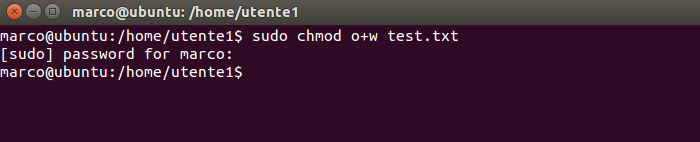 marco@ubuntu: /home/utente1
marco@ubuntu:/home/utente1$ sudo chmod o+w test.txt
[sudo] password for marco:
marco@ubuntu:/home/utente1$